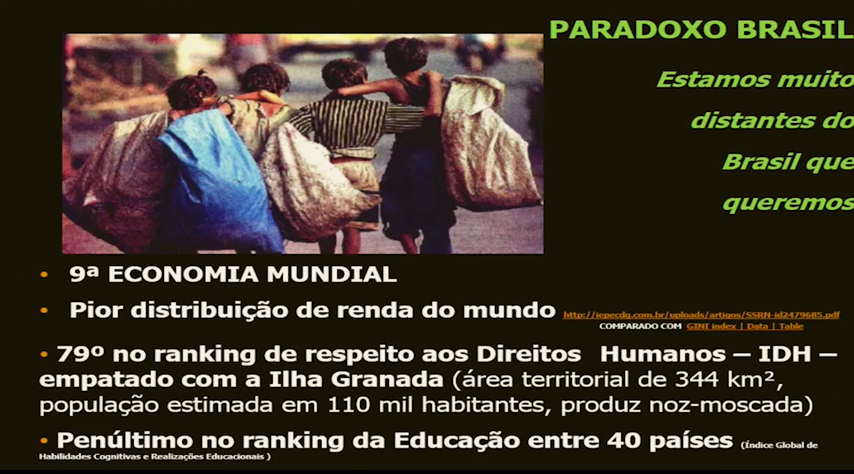 PARADOXO BRASIL
Estamos muito
distantes do
Brasil que
queremos
• 9ª ECONOMIA MUNDIAL
• Pior distribuição de renda do mundo http://iepecdg.com.br/uploads/artigos/SSRN-id2479685.pdf
COMPARADO COM GINI index | Data | Table
• 79º no ranking de respeito aos Direitos Humanos – IDH –
empatado com a Ilha Granada (área territorial de 344 km²,
população estimada em 110 mil habitantes, produz noz-moscada)
• Penúltimo no ranking da Educação entre 40 países (Índice Global de
Habilidades Cognitivas e Realizações Educacionais )